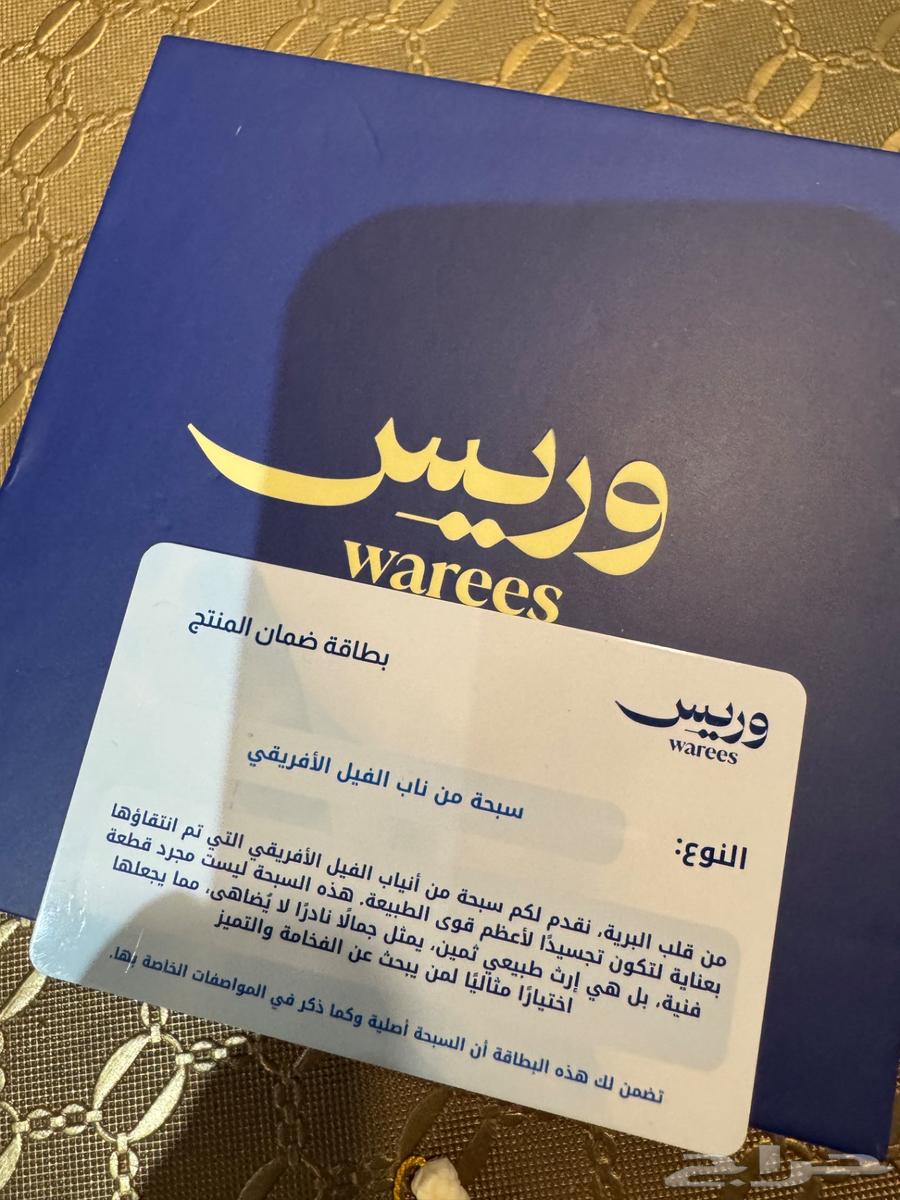 وريس
warees
بطاقة ضمان المنتج
وريس
warees
النوع:
سبحة من ناب الفيل الأفريقي
من قلب البرية، نقدم لكم سبحة من أنياب الفيل الأفريقي التي تم انتقاؤها
بعناية لتكون تجسيدًا لأعظم قوى الطبيعة. هذه السبحة ليست مجرد قطعة
فنية، بل هي إرث طبيعي ثمين، يمثل جمالًا نادرًا لا يُضاهى، مما يجعلها
اختيارًا مثاليًا لمن يبحث عن الفخامة والتميز
تضمن لك هذه البطاقة أن السبحة أصلية وكما ذكر في المواصفات الخاصة بها.
حراج